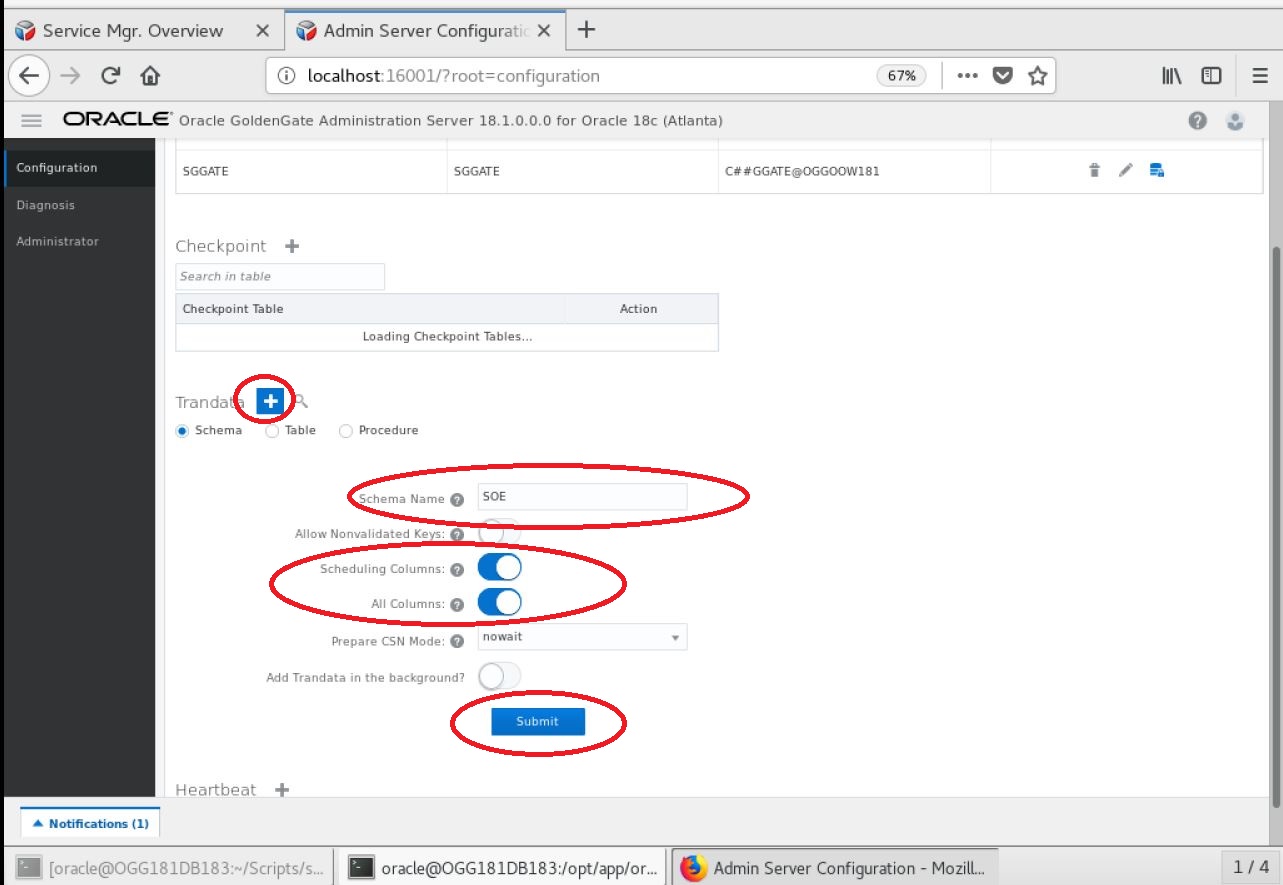 Service Mgr. Overview
Admin Server Configuratio
localhost:16001/?root=configuration
67%
ORACLE Oracle GoldenGate Administration Server 18.1.0.0.0 for Oracle 18c (Atlanta)
Configuration
Diagnosis
Administrator
SGGATE SGGATE C##GGATE@OGGOOW181
Checkpoint
Search in table
Checkpoint Table Action
Loading Checkpoint Tables...
Trandata
Schema Table Procedure
Schema Name SOE
Allow Nonvalidated Keys:
Scheduling Columns:
All Columns:
Prepare CSN Mode: nowait
Add Trandata in the background?
Submit
Heartbeat
Notifications (1)
[oracle@OGG181DB183:~/Scripts/s... oracle@OGG181DB183:/opt/app/or... Admin Server Configuration - Mozill... 1 / 4